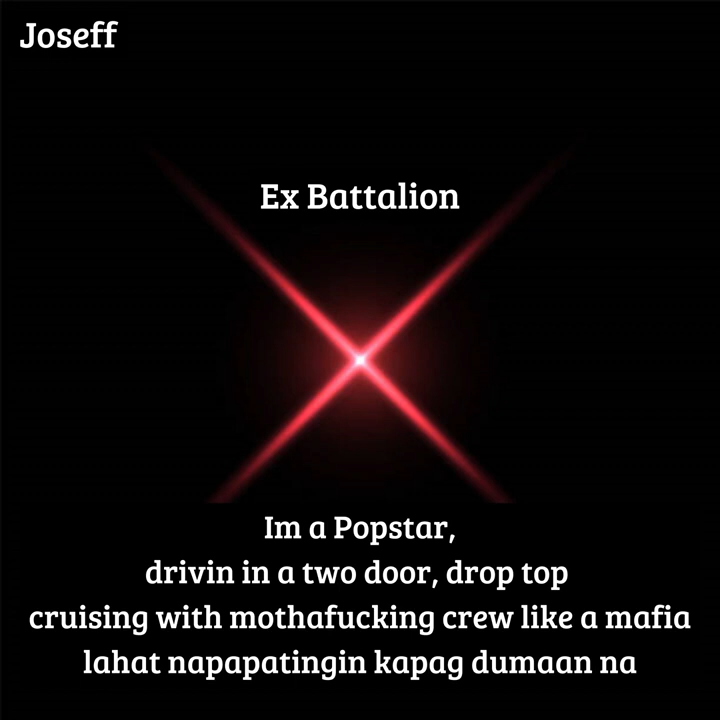 Joseff
Ex Battalion
Im a Popstar,
drivin in a two door, drop top
cruising with mothafucking crew like a mafia
lahat napapatingin kapag dumaan na